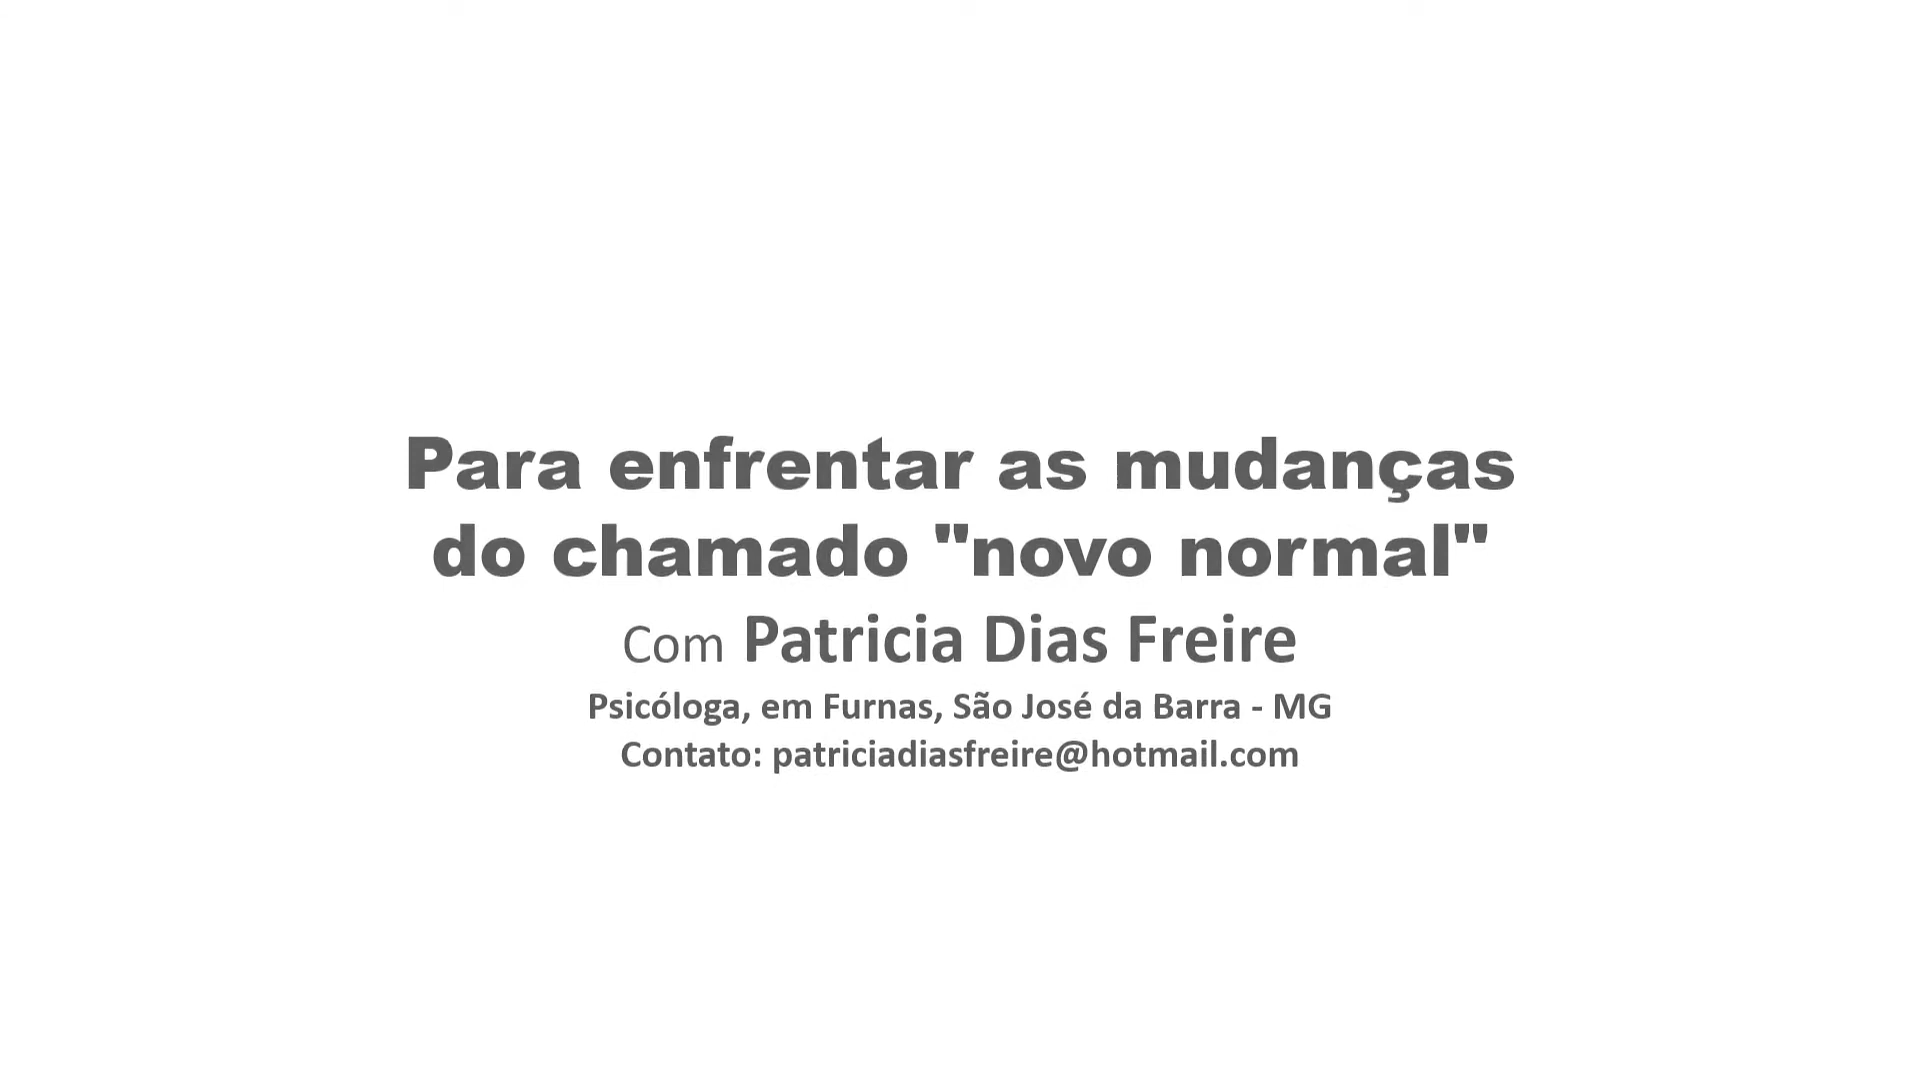 Para enfrentar as mudanças
do chamado "novo normal"
Com Patricia Dias Freire
Psicóloga, em Furnas, São José da Barra - MG
Contato: patriciadiasfreire@hotmail.com